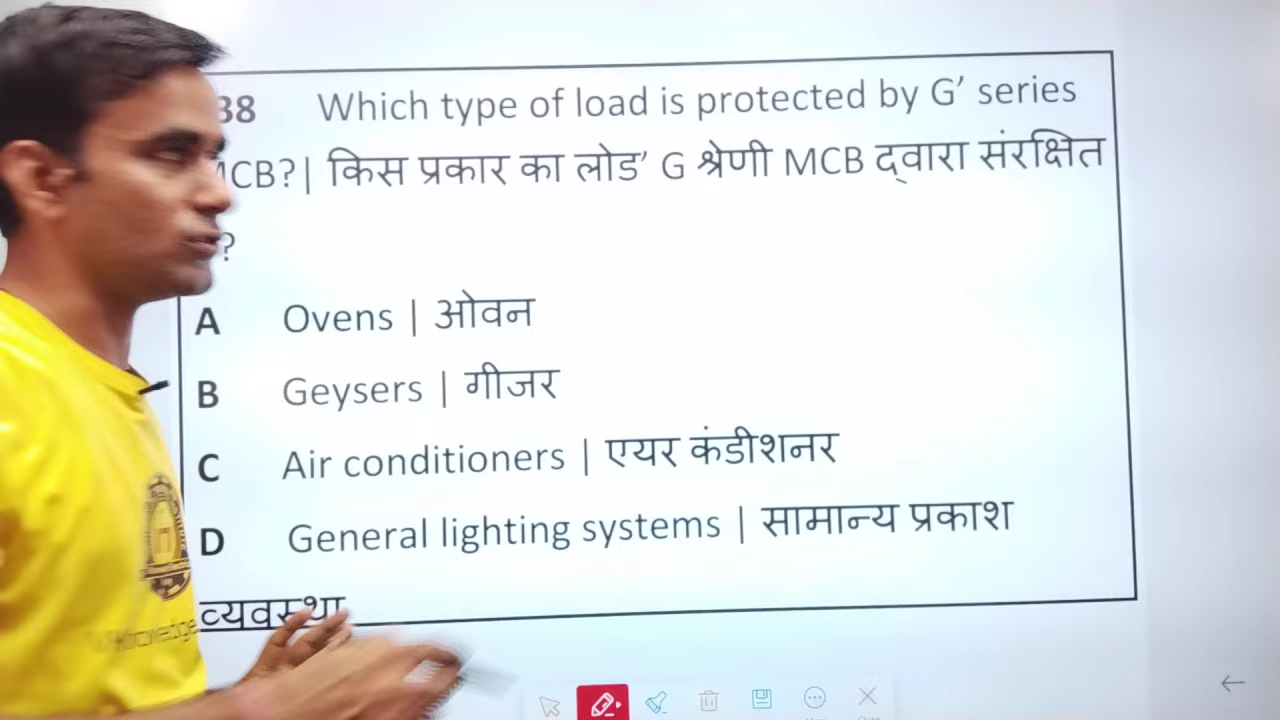 38 Which type of load is protected by G' series
MCB?| किस प्रकार का लोड' G श्रेणी MCB द्वारा संरक्षित
?
A Ovens | ओवन
B Geysers | गीजर
C Air conditioners | एयर कंडीशनर
D General lighting systems | सामान्य प्रकाश
व्यवस्था